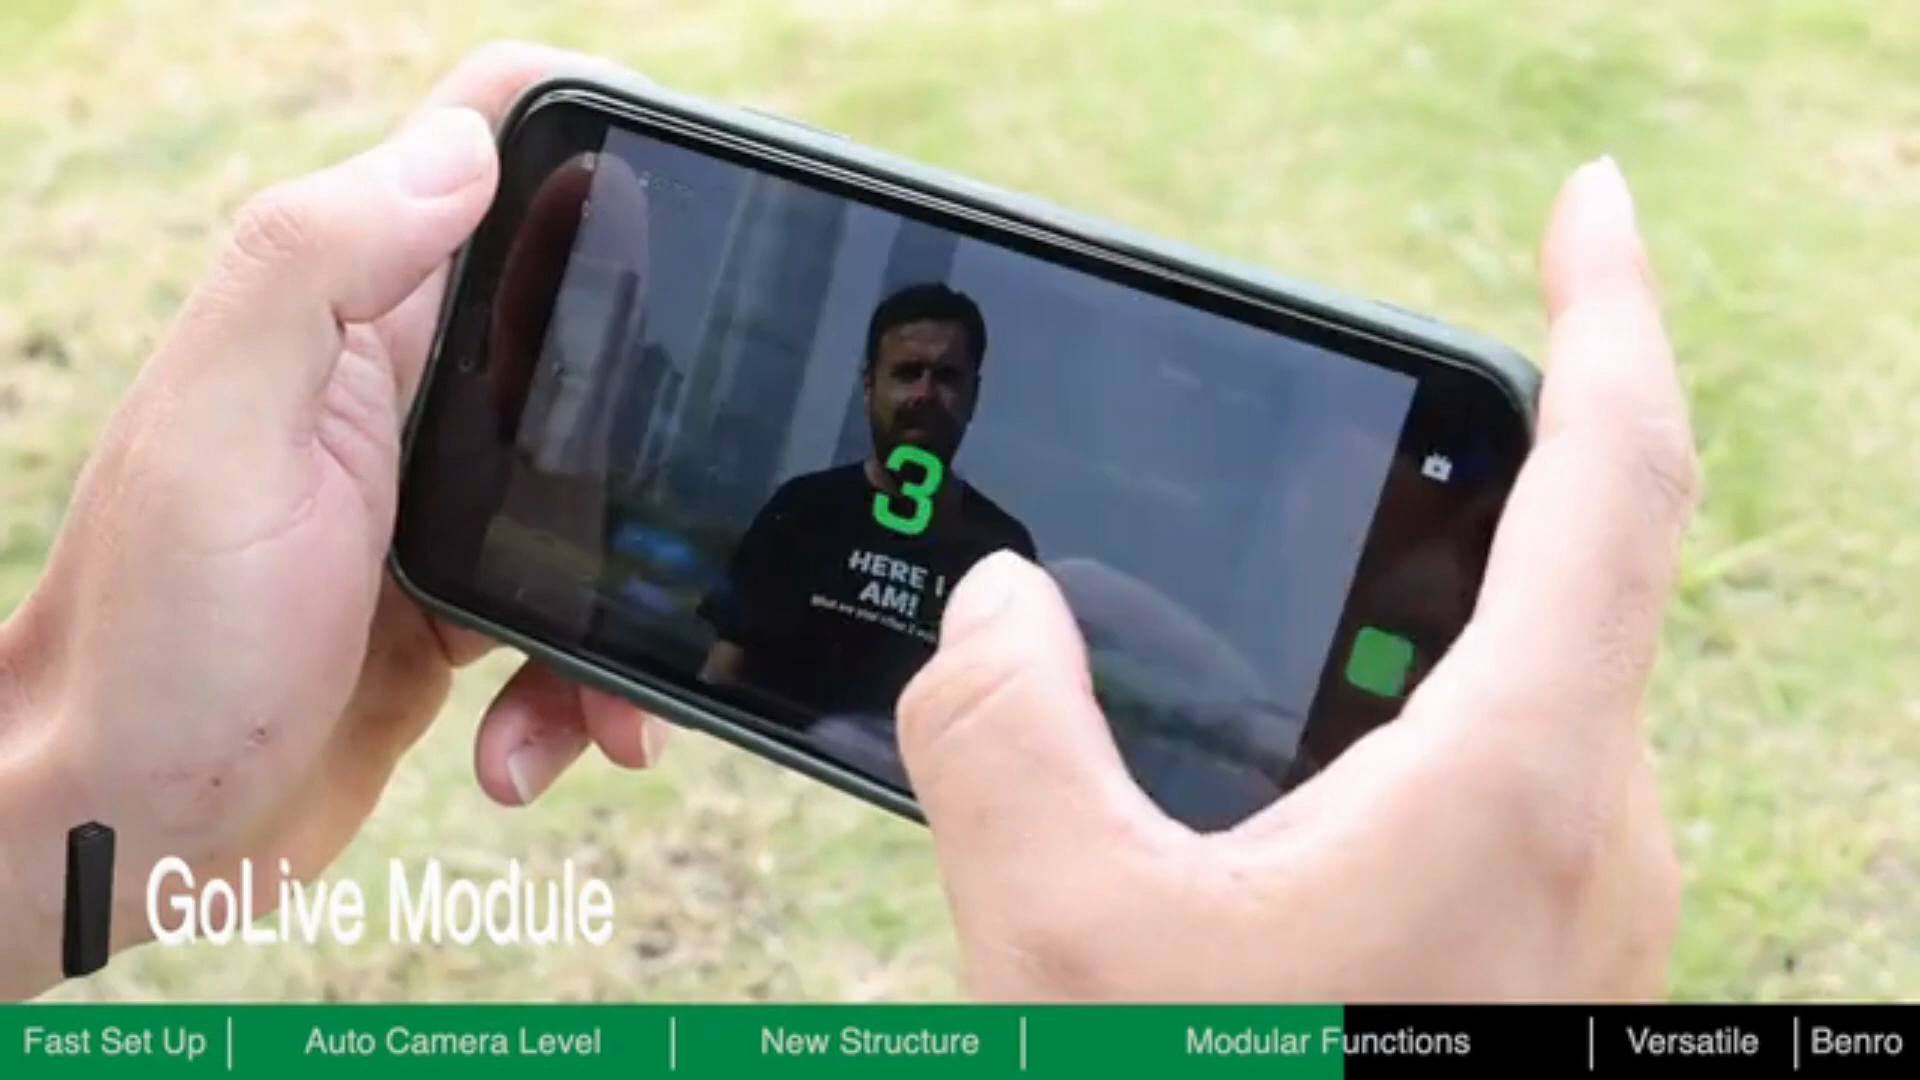 3
HERE I
AM!
GoLive Module
Fast Set Up
Auto Camera Level
New Structure
Modular Functions
Versatile
Benro